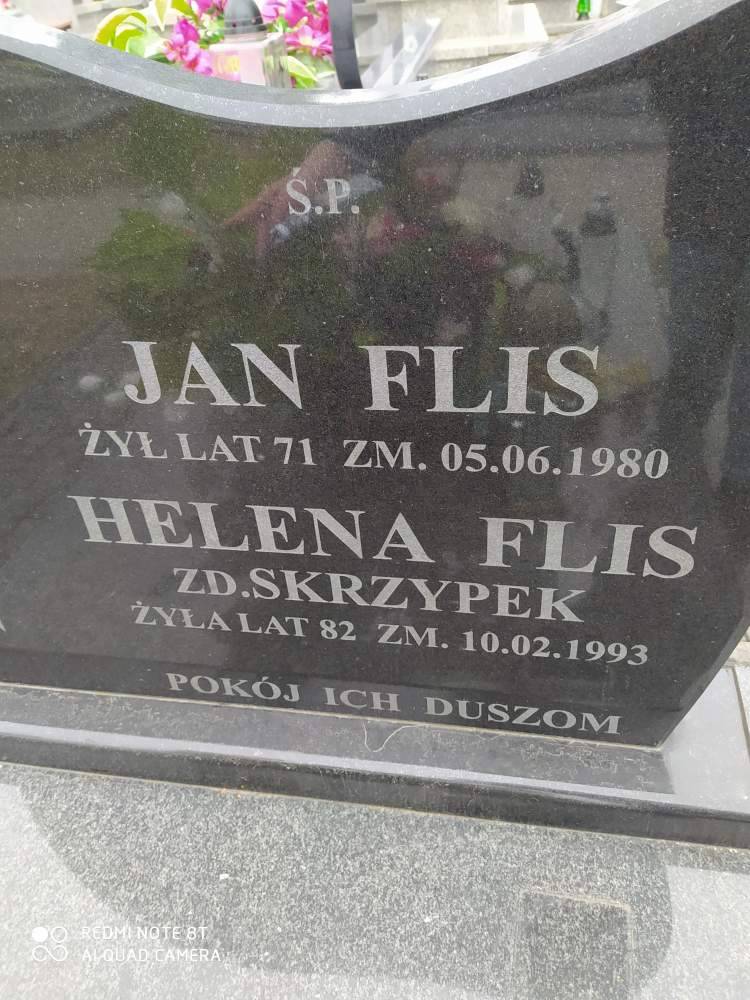 Ś.P.
JAN FLIS
ŻYŁ LAT 71 ZM. 05.06.1980
HELENA FLIS
ZD.SKRZYPEK
ŻYŁA LAT 82 ZM. 10.02.1993
POKÓJ ICH DUSZOM
REDMI NOTE 8T
AI QUAD CAMERA